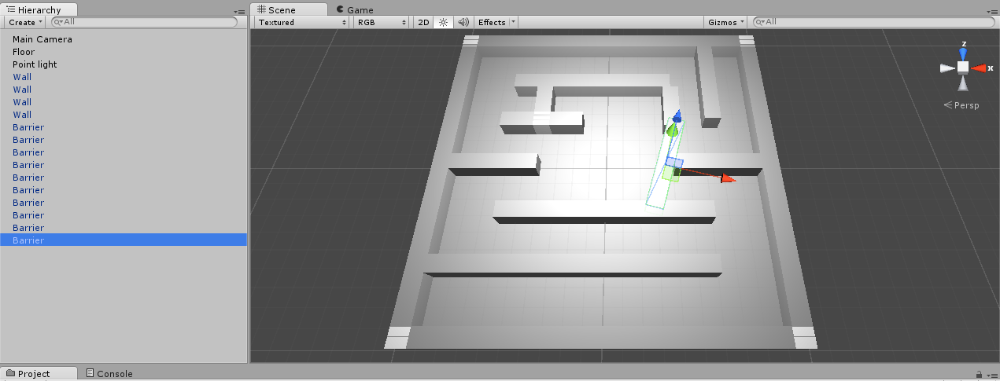 Hierarchy
Create All
Main Camera
Floor
Point light
Wall
Wall
Wall
Wall
Barrier
Barrier
Barrier
Barrier
Barrier
Barrier
Barrier
Barrier
Barrier
Barrier
Scene Game
Textured RGB 2D Effects Gizmos All
z
x
Persp
Project Console